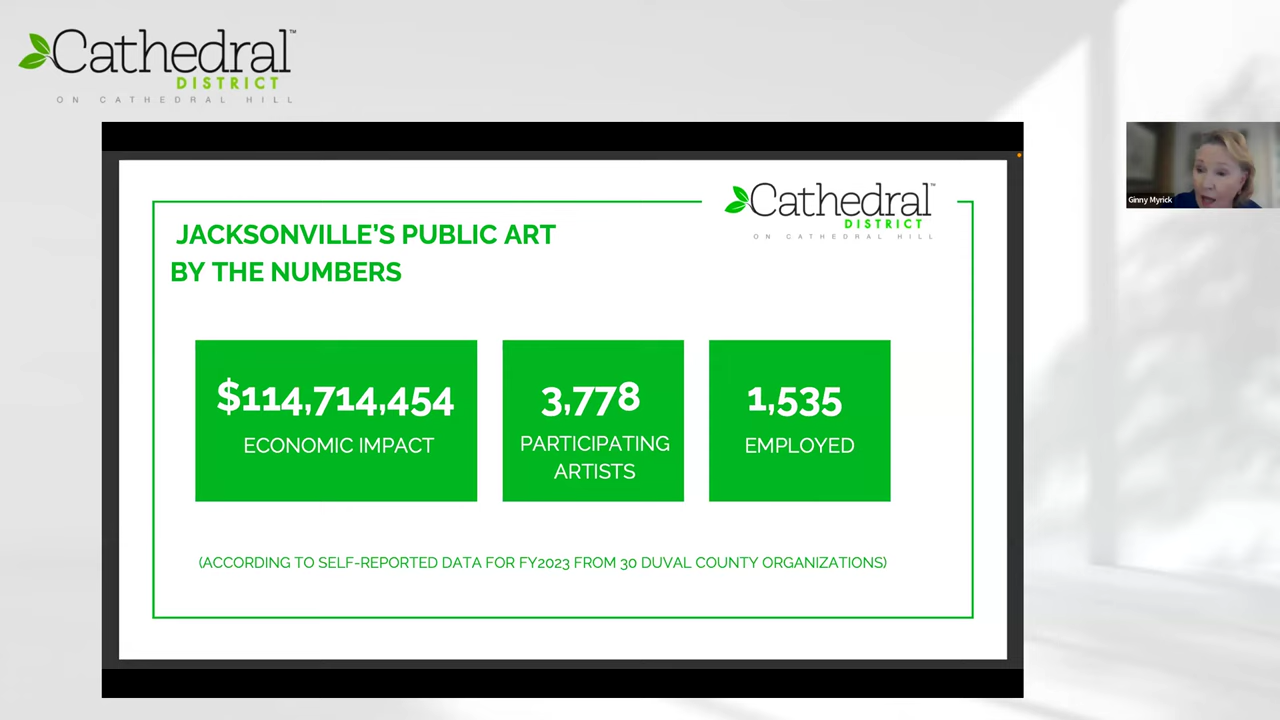 Cathedral™
DISTRICT
ON CATHEDRAL HILL
Cathedral™
DISTRICT
ON CATHEDRAL HILL
JACKSONVILLE’S PUBLIC ART
BY THE NUMBERS
$114,714,454
ECONOMIC IMPACT
3,778
PARTICIPATING
ARTISTS
1,535
EMPLOYED
(ACCORDING TO SELF-REPORTED DATA FOR FY2023 FROM 30 DUVAL COUNTY ORGANIZATIONS)
Ginny Myrick